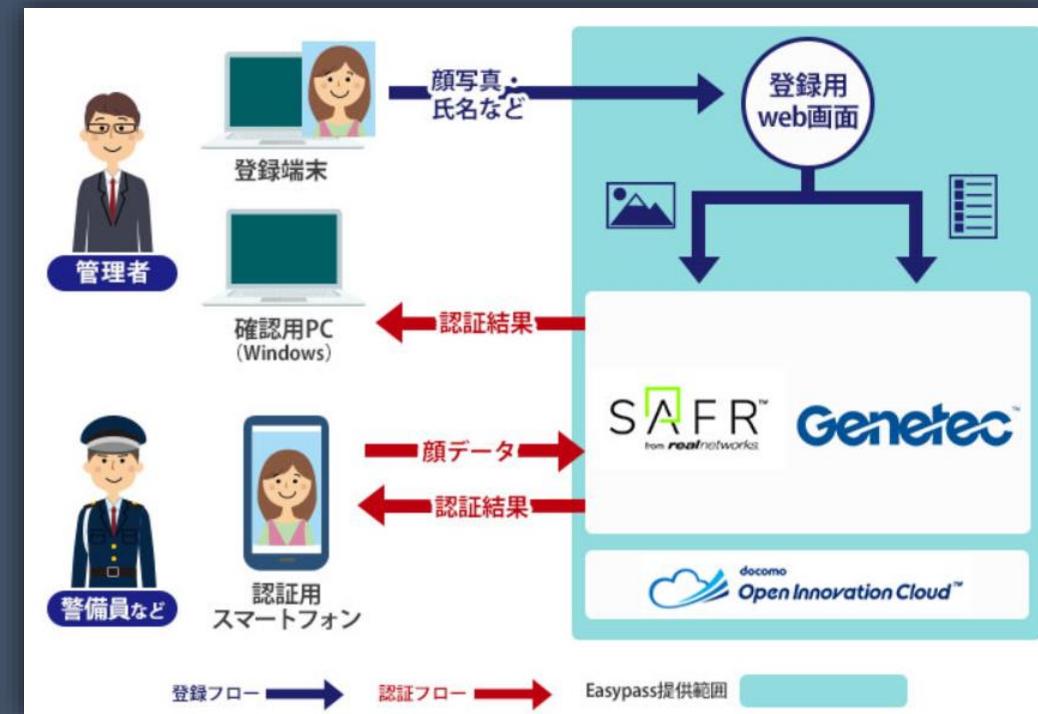 顔写真・
氏名など
登録用
web画面
登録端末
管理者
確認用PC
(Windows)
認証結果
SAFR™
from realnetworks.
Genetec™
顔データ
認証結果
警備員など
認証用
スマートフォン
docomo
Open Innovation Cloud™
登録フロー
認証フロー
Easypass提供範囲